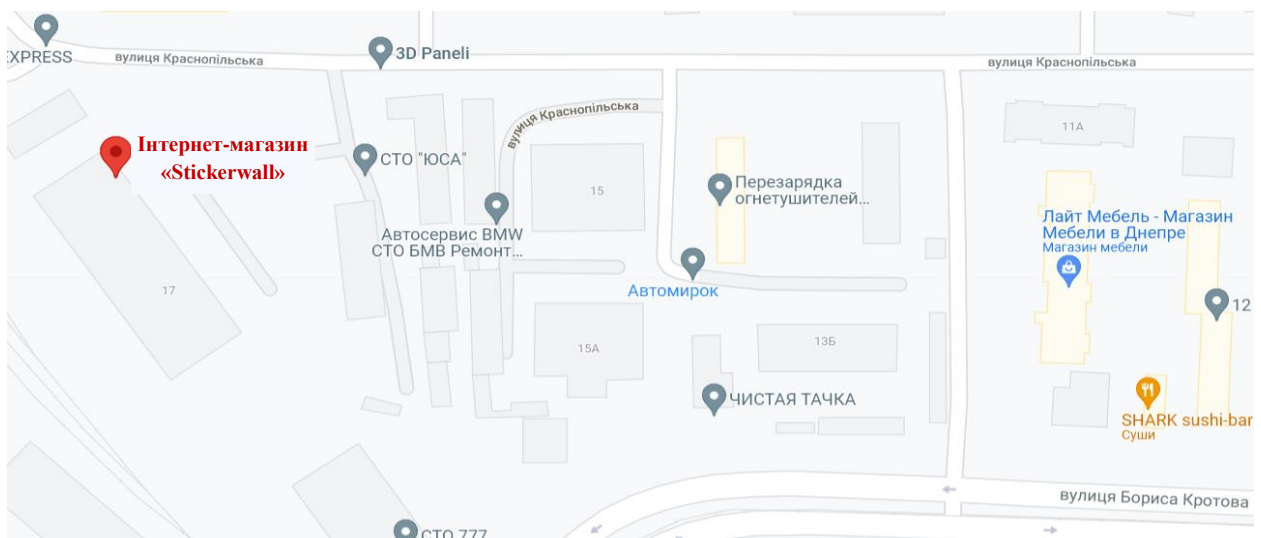 EXPRESS
вулиця Краснопільська
3D Paneli
вулиця Краснопільська
Інтернет-магазин
«Stickerwall»
СТО "ЮСА"
вулиця Краснопільська
11А
15
Перезарядка
огнетушителей...
Автосервис BMW
СТО БМВ Ремонт...
Лайт Мебель - Магазин
Мебели в Днепре
Магазин мебели
17
Автомирок
12
15А
13Б
ЧИСТАЯ ТАЧКА
SHARK sushi-bar
Суши
вулиця Бориса Кротова
СТО 777